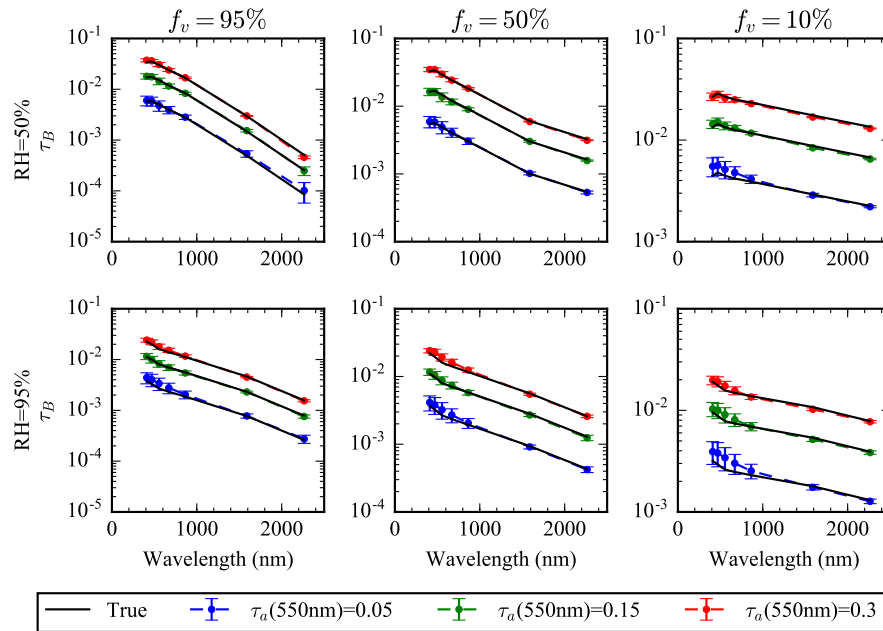 f_v = 95%
f_v = 50%
f_v = 10%
RH=50%
τ_B
10^-1
10^-2
10^-3
10^-4
10^-5
0 1000 2000
10^-1
10^-2
10^-3
10^-4
0 1000 2000
10^-1
10^-2
10^-3
0 1000 2000
RH=95%
τ_B
10^-1
10^-2
10^-3
10^-4
10^-5
0 1000 2000
Wavelength (nm)
10^-1
10^-2
10^-3
10^-4
0 1000 2000
Wavelength (nm)
10^-1
10^-2
10^-3
0 1000 2000
Wavelength (nm)
True τ_a(550nm)=0.05 τ_a(550nm)=0.15 τ_a(550nm)=0.3